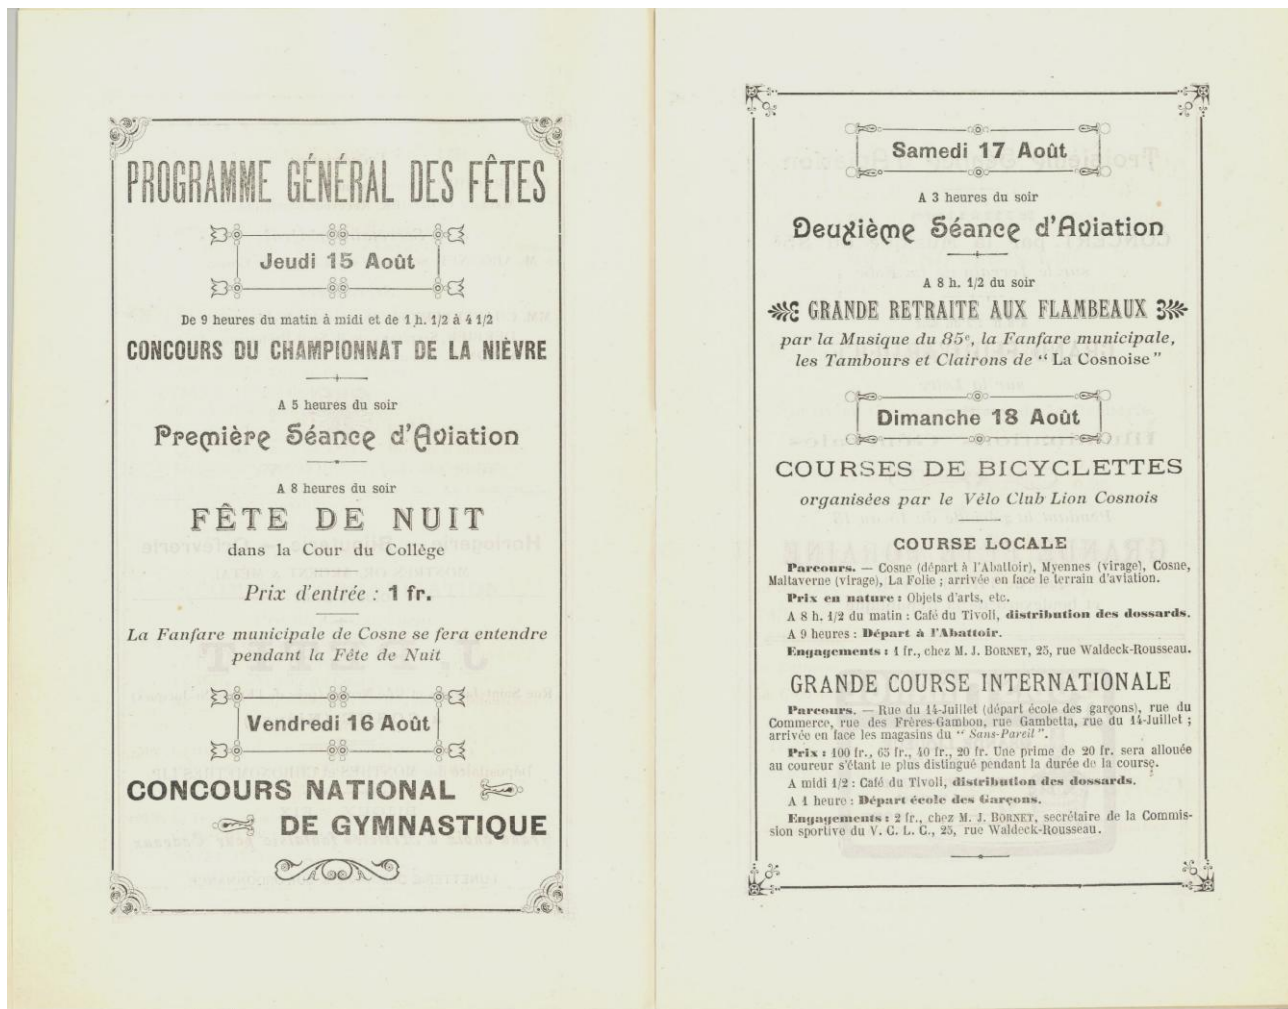 PROGRAMME GÉNÉRAL DES FÊTES
Jeudi 15 Août
De 9 heures du matin à midi et de 1 h. 1/2 à 4 1/2
CONCOURS DU CHAMPIONNAT DE LA NIÈVRE
A 5 heures du soir
Première Séance d'Aviation
A 8 heures du soir
FÊTE DE NUIT
dans la Cour du Collège
Prix d'entrée : 1 fr.
La Fanfare municipale de Cosne se fera entendre
pendant la Fête de Nuit
Vendredi 16 Août
CONCOURS NATIONAL
DE GYMNASTIQUE
Samedi 17 Août
A 3 heures du soir
Deuxième Séance d'Aviation
A 8 h. 1/2 du soir
GRANDE RETRAITE AUX FLAMBEAUX
par la Musique du 85e, la Fanfare municipale,
les Tambours et Clairons de “ La Cosnoise ”
Dimanche 18 Août
COURSES DE BICYCLETTES
organisées par le Vélo Club Lion Cosnois
COURSE LOCALE
Parcours. — Cosne (départ à l'Abattoir), Myennes (virage), Cosne,
Maltaverne (virage), La Folie ; arrivée en face le terrain d'aviation.
Prix en nature : Objets d'arts, etc.
A 8 h. 1/2 du matin : Café du Tivoli, distribution des dossards.
A 9 heures : Départ à l'Abattoir.
Engagements : 1 fr., chez M. J. BORNET, 25, rue Waldeck-Rousseau.
GRANDE COURSE INTERNATIONALE
Parcours. — Rue du 14-Juillet (départ école des garçons), rue du
Commerce, rue des Frères-Gambon, rue Gambetta, rue du 14-Juillet ;
arrivée en face les magasins du “ Sans-Pareil ”.
Prix : 100 fr., 65 fr., 40 fr., 20 fr. Une prime de 20 fr. sera allouée
au coureur s'étant le plus distingué pendant la durée de la course.
A midi 1/2 : Café du Tivoli, distribution des dossards.
A 1 heure : Départ école des Garçons.
Engagements : 2 fr., chez M. J. BORNET, secrétaire de la Commis-
sion sportive du V. C. L. C., 25, rue Waldeck-Rousseau.